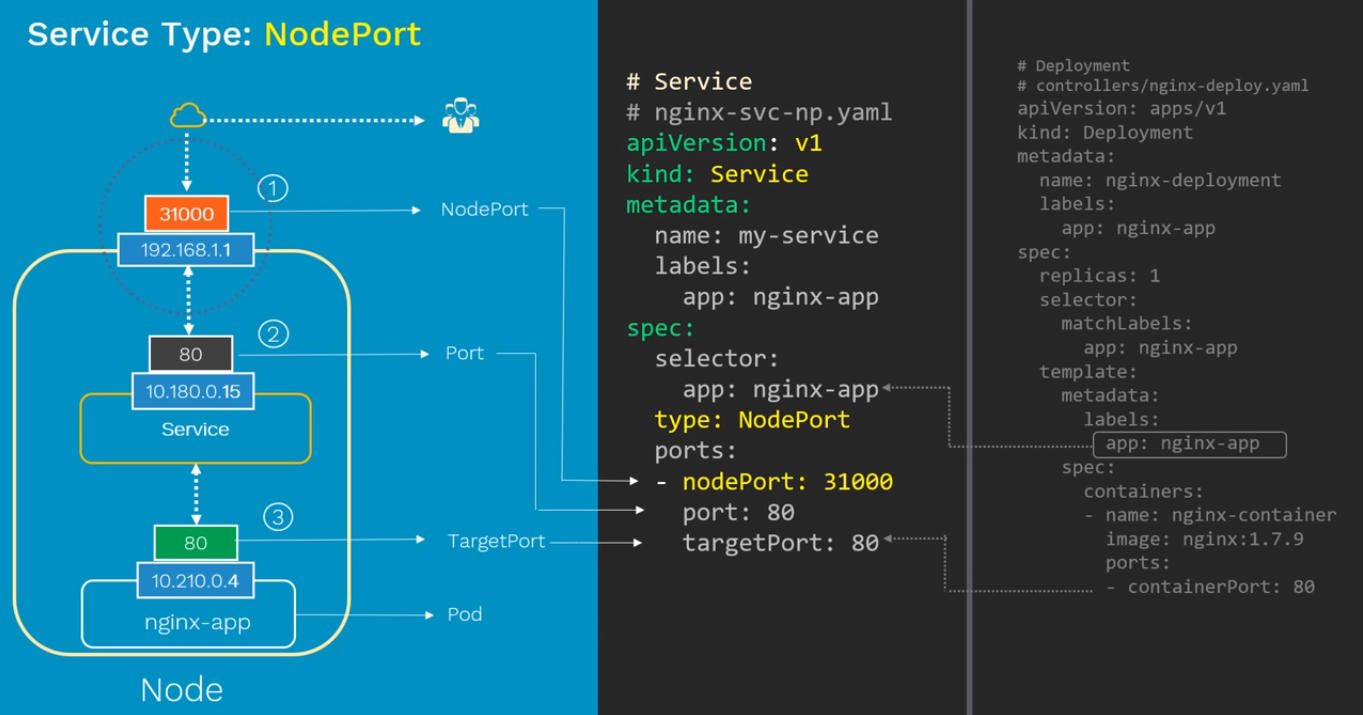 Service Type: NodePort
1
31000
NodePort
192.168.1.1
2
80
Port
10.180.0.15
Service
3
80
TargetPort
10.210.0.4
nginx-app
Pod
Node
# Service
# nginx-svc-np.yaml
apiVersion: v1
kind: Service
metadata:
  name: my-service
  labels:
    app: nginx-app
spec:
  selector:
    app: nginx-app
  type: NodePort
  ports:
  - nodePort: 31000
    port: 80
    targetPort: 80
# Deployment
# controllers/nginx-deploy.yaml
apiVersion: apps/v1
kind: Deployment
metadata:
  name: nginx-deployment
  labels:
    app: nginx-app
spec:
  replicas: 1
  selector:
    matchLabels:
      app: nginx-app
  template:
    metadata:
      labels:
        app: nginx-app
    spec:
      containers:
      - name: nginx-container
        image: nginx:1.7.9
        ports:
        - containerPort: 80